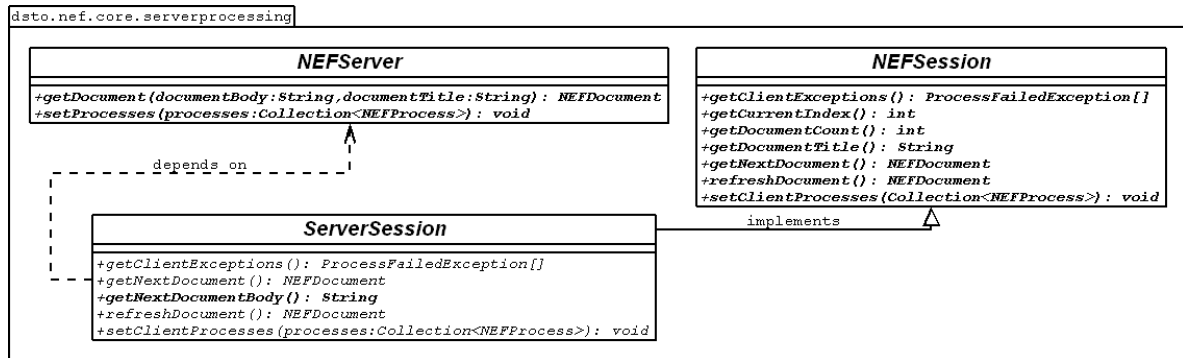 dsto.nef.core.serverprocessing
NEFServer
+getDocument(documentBody:String,documentTitle:String): NEFDocument
+setProcesses(processes:Collection<NEFProcess>): void
NEFSession
+getClientExceptions(): ProcessFailedException[]
+getCurrentIndex(): int
+getDocumentCount(): int
+getDocumentTitle(): String
+getNextDocument(): NEFDocument
+refreshDocument(): NEFDocument
+setClientProcesses(Collection<NEFProcess>): void
depends_on
implements
ServerSession
+getClientExceptions(): ProcessFailedException[]
+getNextDocument(): NEFDocument
+getNextDocumentBody(): String
+refreshDocument(): NEFDocument
+setClientProcesses(processes:Collection<NEFProcess>): void